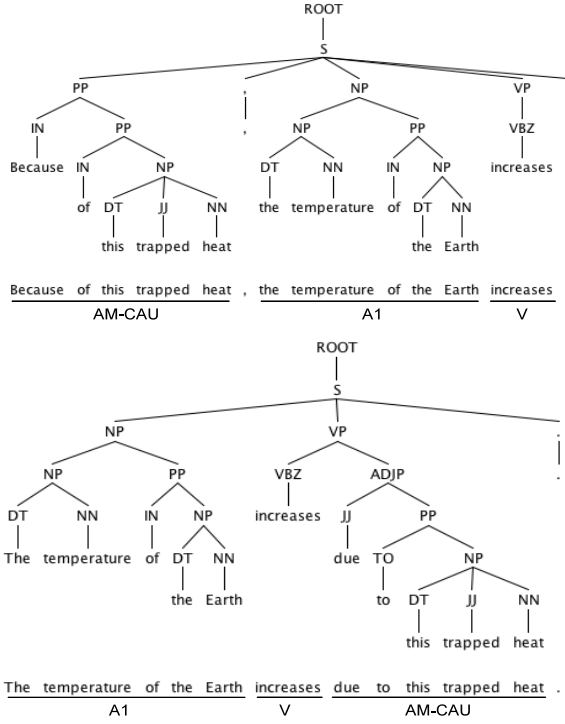 ROOT
S
PP , NP VP
IN PP , NP PP VBZ
Because IN NP DT NN IN NP increases
of DT JJ NN the temperature of DT NN
this trapped heat the Earth
Because of this trapped heat , the temperature of the Earth increases
AM-CAU A1 V
ROOT
S
NP VP .
NP PP VBZ ADJP .
DT NN IN NP increases JJ PP
The temperature of DT NN due TO NP
the Earth to DT JJ NN
this trapped heat
The temperature of the Earth increases due to this trapped heat .
A1 V AM-CAU